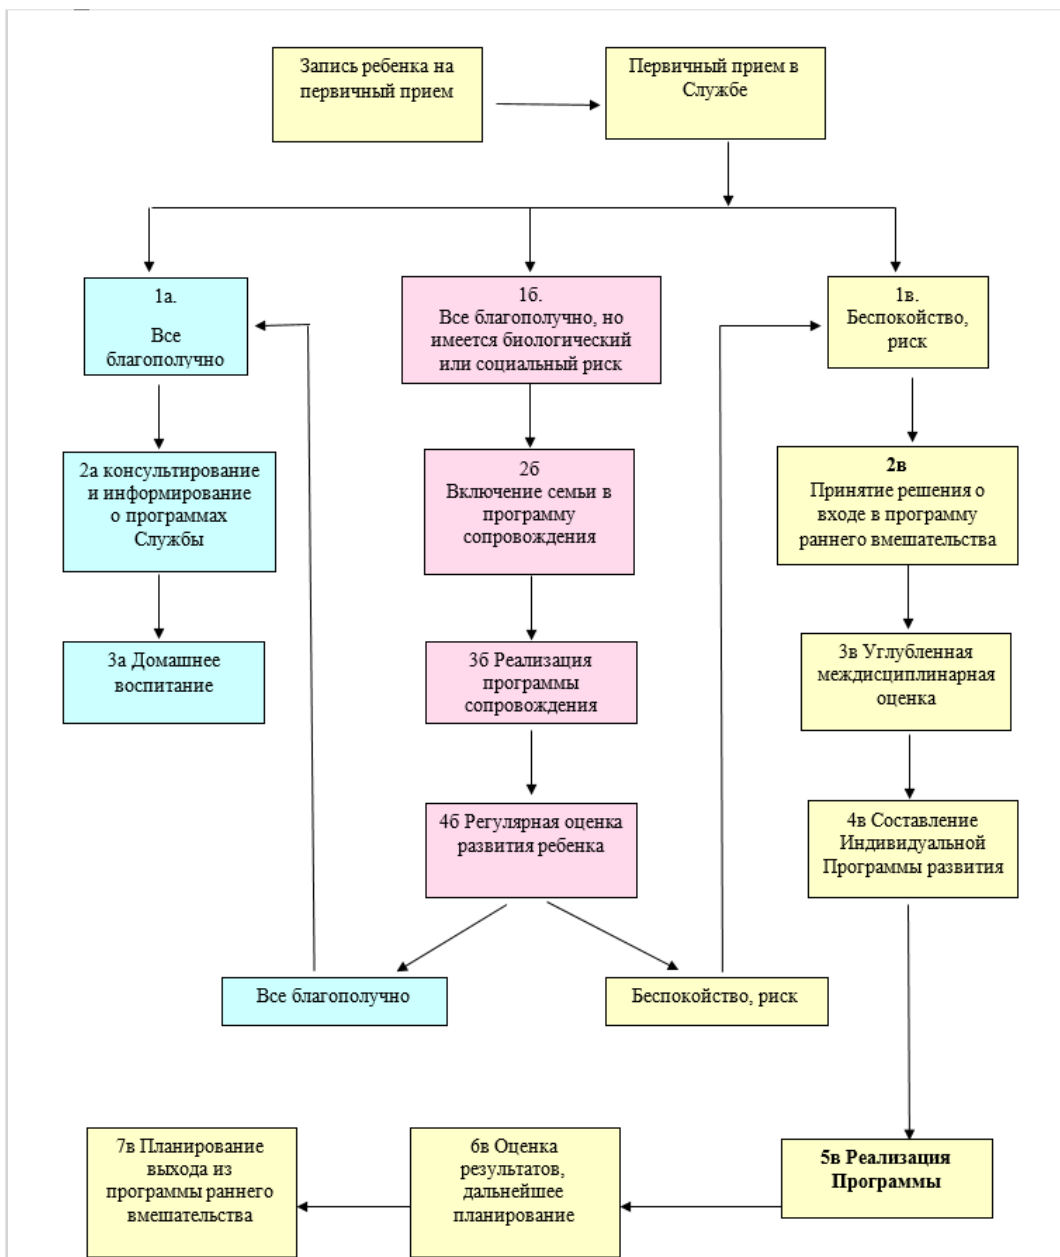 Запись ребенка на
первичный прием
Первичный прием в
Службе
1а.
Все
благополучно
1б.
Все благополучно, но
имеется биологический
или социальный риск
1в.
Беспокойство,
риск
2а консультирование
и информирование
о программах
Службы
2б
Включение семьи в
программу
сопровождения
2в
Принятие решения о
входе в программу
раннего вмешательства
3а Домашнее
воспитание
3б Реализация
программы
сопровождения
3в Углубленная
междисциплинарная
оценка
4б Регулярная оценка
развития ребенка
4в Составление
Индивидуальной
Программы развития
Все благополучно
Беспокойство, риск
7в Планирование
выхода из
программы раннего
вмешательства
6в Оценка
результатов,
дальнейшее
планирование
5в Реализация
Программы